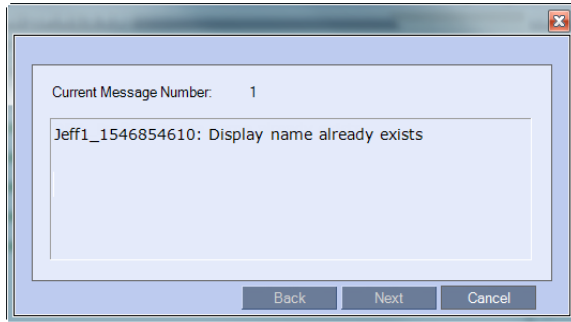 Current Message Number: 1
Jeff1_1546854610: Display name already exists
Back Next Cancel